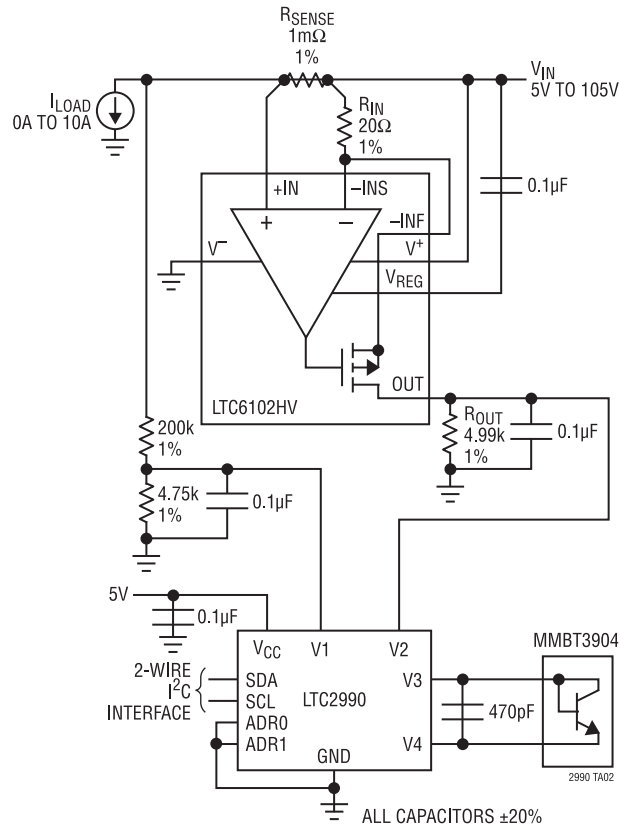 RSENSE
1mΩ
1%
VIN
5V TO 105V
ILOAD
0A TO 10A
RIN
20Ω
1%
+IN
–INS
0.1µF
+
–
–INF
V–
V+
VREG
OUT
LTC6102HV
200k
1%
ROUT
4.99k
1%
0.1µF
4.75k
1%
0.1µF
5V
0.1µF
VCC
V1
V2
MMBT3904
2-WIRE
I2C
INTERFACE
SDA
SCL
LTC2990
V3
470pF
ADR0
ADR1
V4
GND
2990 TA02
ALL CAPACITORS ±20%